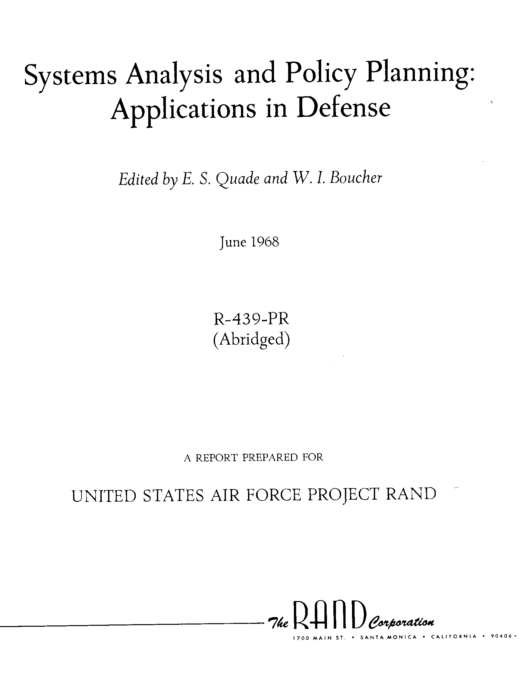 Systems Analysis and Policy Planning:
Applications in Defense
Edited by E. S. Quade and W. I. Boucher
June 1968
R-439-PR
(Abridged)
A REPORT PREPARED FOR
UNITED STATES AIR FORCE PROJECT RAND
The RAND Corporation
1700 MAIN ST. • SANTA MONICA • CALIFORNIA • 90406 •